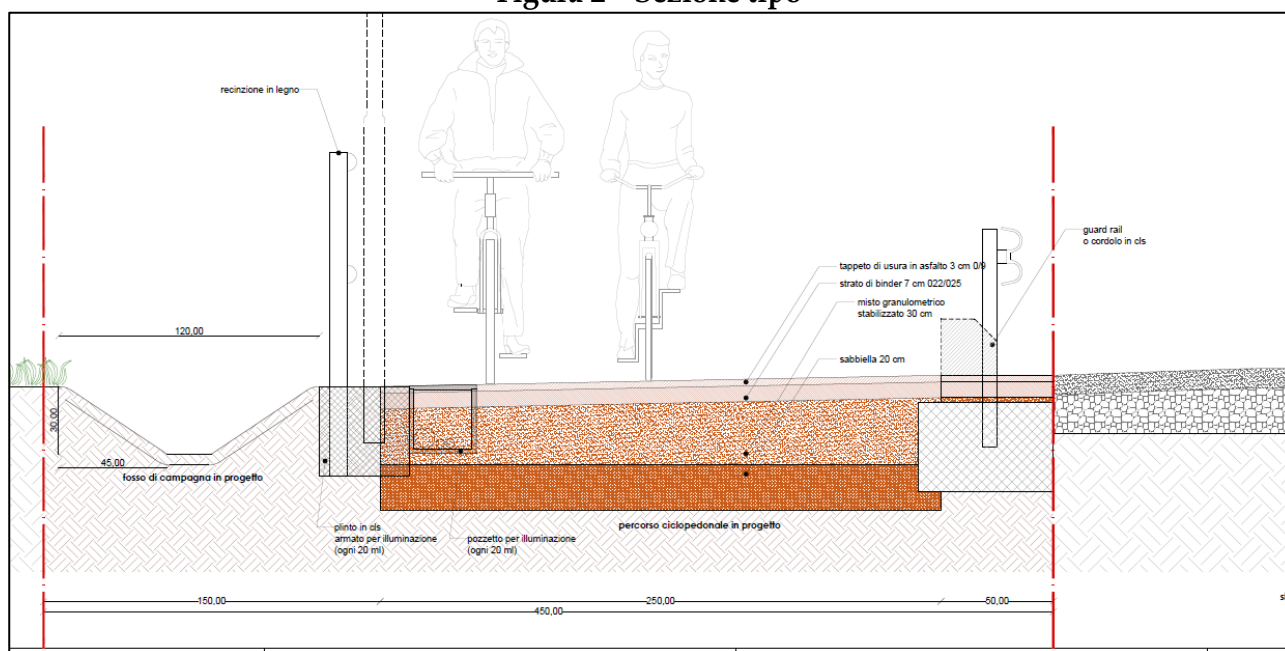 Figura 2 – Sezione tipo
recinzione in legno
guard rail
o cordolo in cls
tappeto di usura in asfalto 3 cm 0/9
strato di binder 7 cm 022/025
misto granulometrico
stabilizzato 30 cm
120,00
sabbiella 20 cm
30,00
45,00
fosso di campagna in progetto
plinto in cls
armato per illuminazione
(ogni 20 ml)
pozzetto per illuminazione
(ogni 20 ml)
percorso ciclopedonale in progetto
150,00
250,00
50,00
450,00